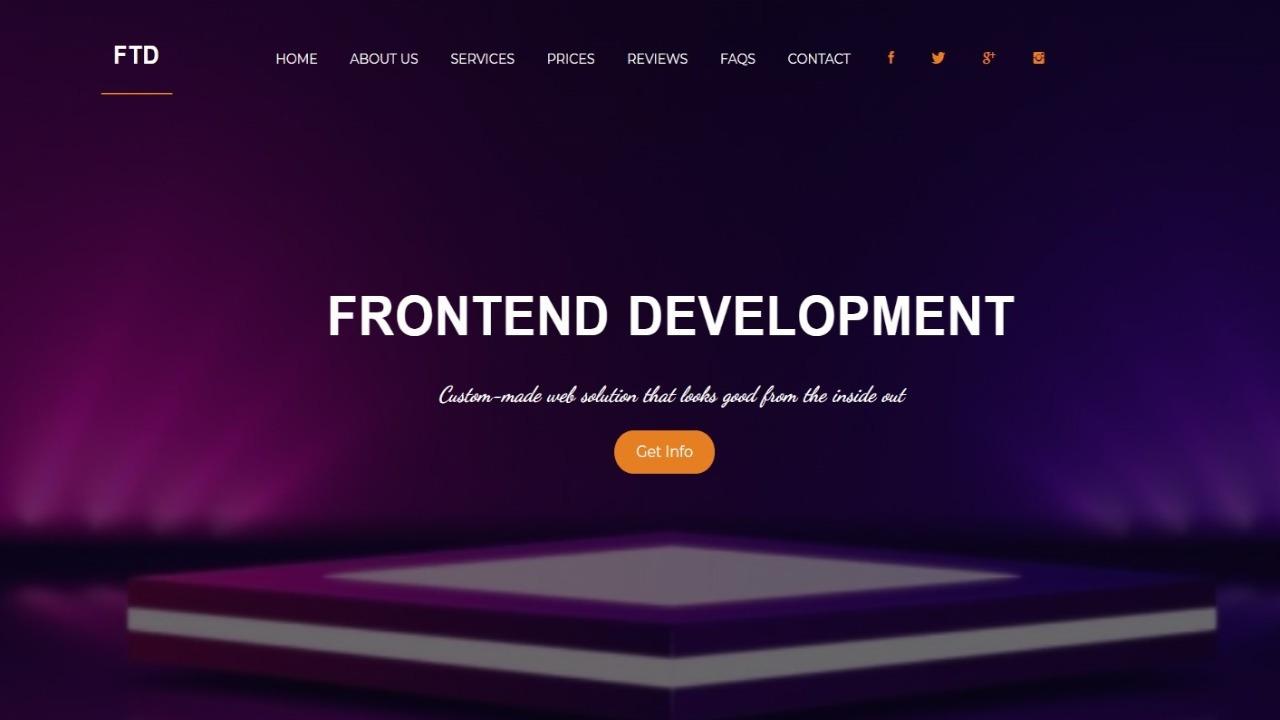 FTD
HOME ABOUT US SERVICES PRICES REVIEWS FAQS CONTACT
FRONTEND DEVELOPMENT
Custom-made web solution that looks good from the inside out
Get Info